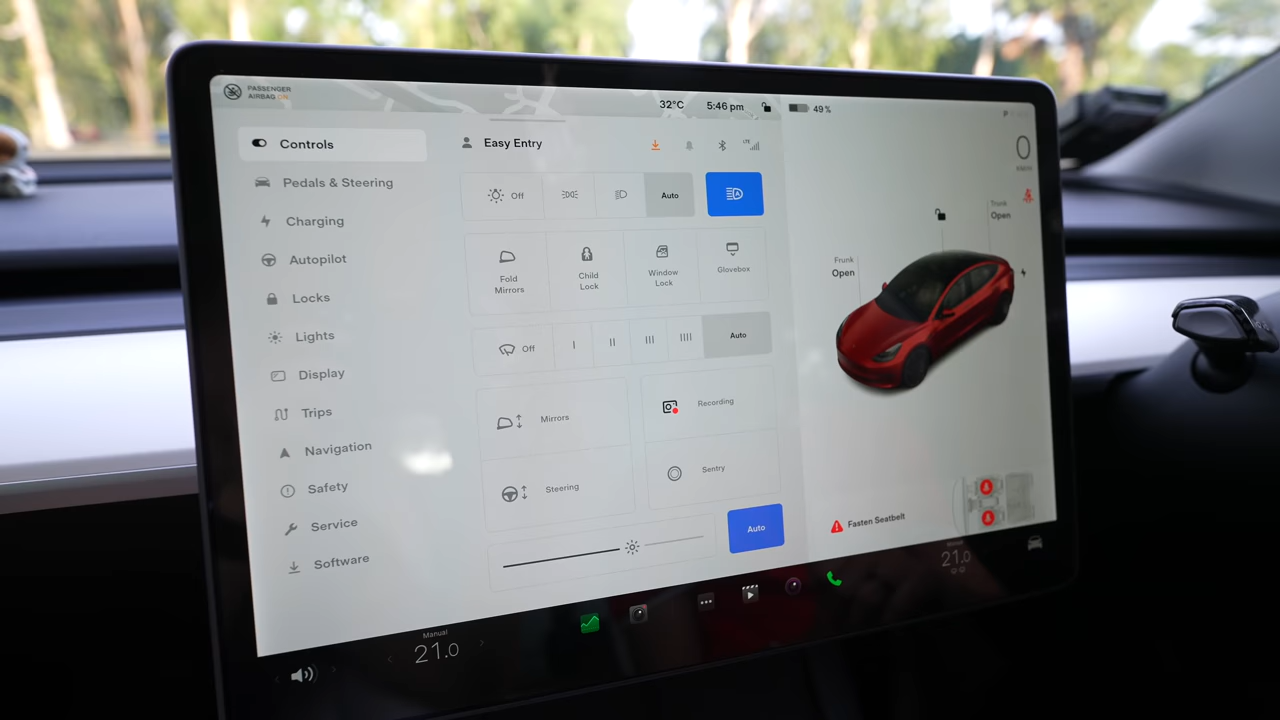 PASSENGER
AIRBAG ON
32°C
5:46 pm
49 %
Controls
Pedals & Steering
Charging
Autopilot
Locks
Lights
Display
Trips
Navigation
Safety
Service
Software
Easy Entry
LTE
Off
Auto
Fold
Mirrors
Child
Lock
Window
Lock
Glovebox
Off
I
II
III
IIII
Auto
Mirrors
Recording
Steering
Sentry
Auto
P
0
Trunk
Open
Frunk
Open
Fasten Seatbelt
Manual
21.0
Manual
21.0